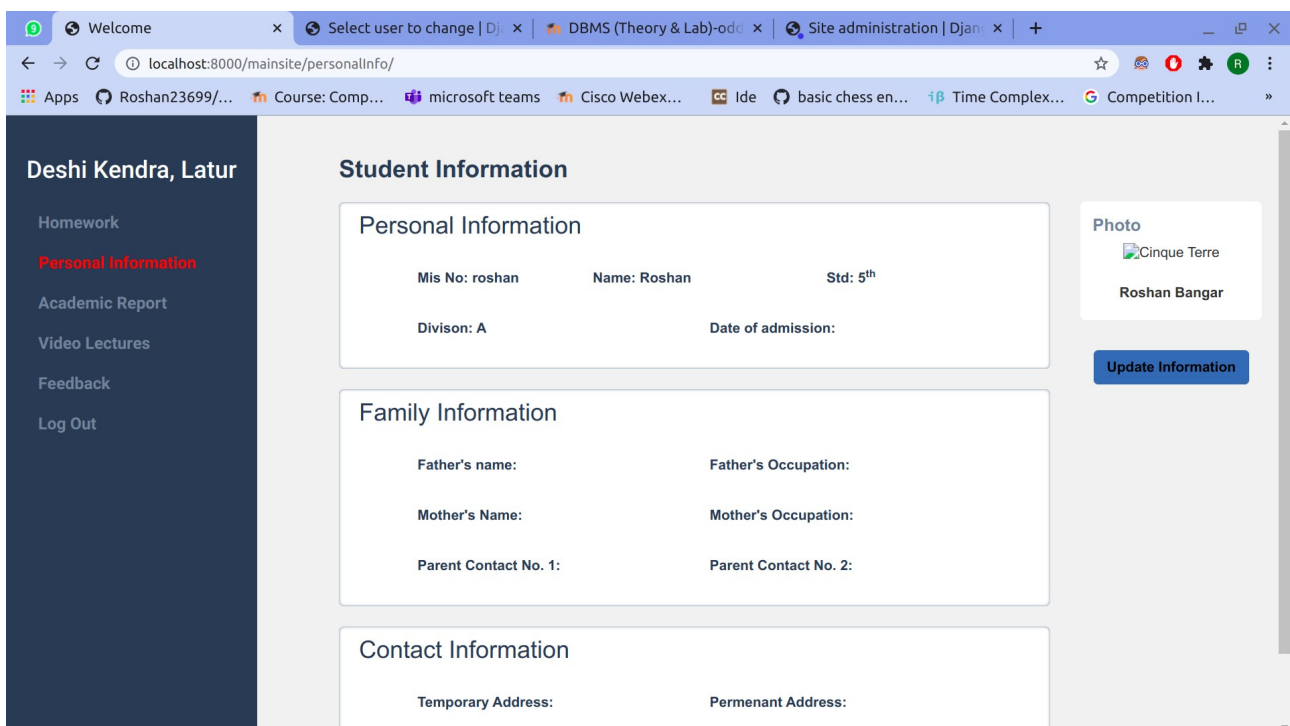 9 Welcome Select user to change | Dj DBMS (Theory & Lab)-odd Site administration | Djan
localhost:8000/mainsite/personalInfo/ R
Apps Roshan23699/... Course: Comp... microsoft teams Cisco Webex... CC Ide basic chess en... iβ Time Complex... G Competition I... »
Deshi Kendra, Latur
Homework
Personal Information
Academic Report
Video Lectures
Feedback
Log Out
Student Information
Personal Information
Mis No: roshan Name: Roshan Std: 5th
Divison: A Date of admission:
Family Information
Father's name: Father's Occupation:
Mother's Name: Mother's Occupation:
Parent Contact No. 1: Parent Contact No. 2:
Contact Information
Temporary Address: Permenant Address:
Photo
Cinque Terre
Roshan Bangar
Update Information